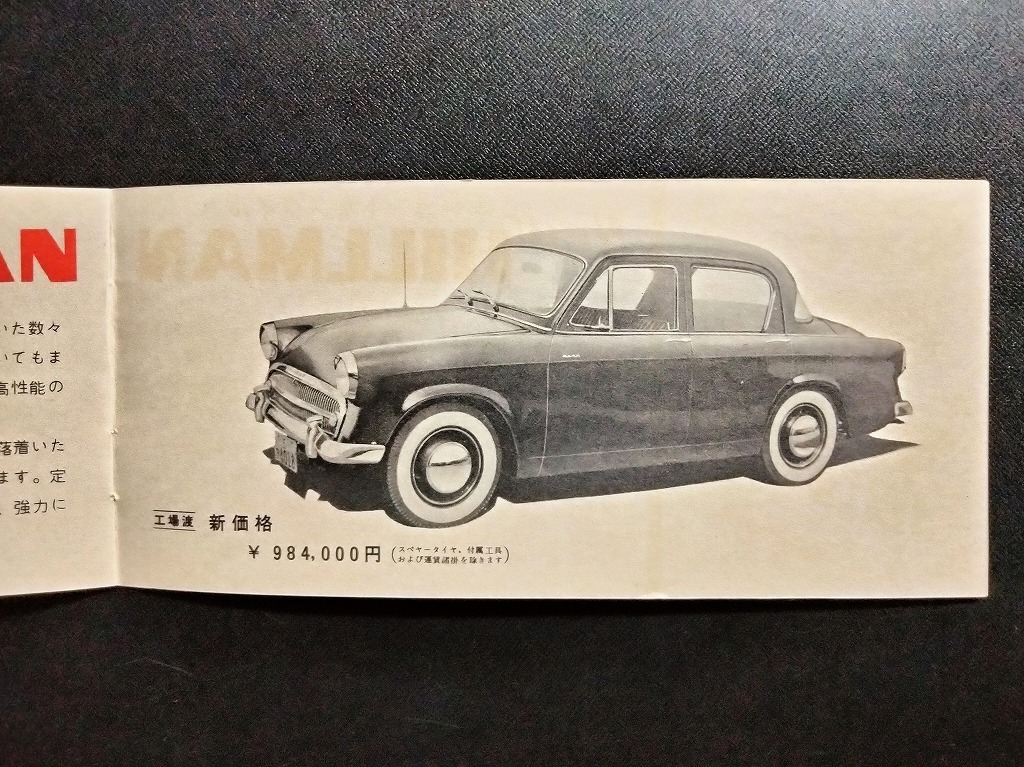 AN
いた数々
いてもま
高性能の
落着いた
ます。定
、強力に
HILLMAN
工場渡 新価格
¥ 984,000円 (スペヤータイヤ、付属工具
および運賃諸掛を除きます)